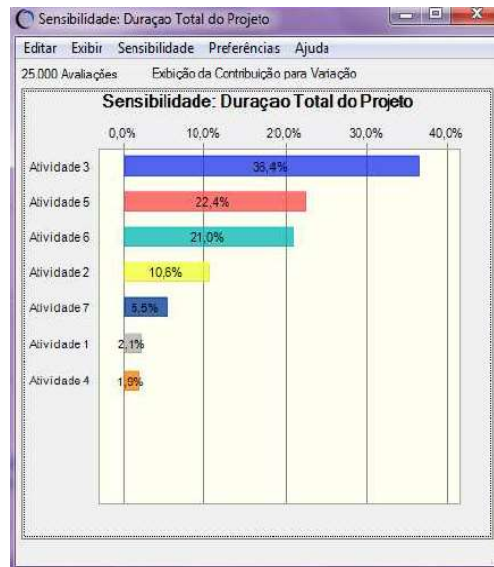 Sensibilidade: Duraçao Total do Projeto
Editar Exibir Sensibilidade Preferências Ajuda
25.000 Avaliações Exbição da Contribuição para Variação
Sensibilidade: Duraçao Total do Projeto
0,0% 10,0% 20,0% 30,0% 40,0%
Atividade 3 36,4%
Atividade 5 22,4%
Atividade 6 21,0%
Atividade 2 10,6%
Atividade 7 5,5%
Atividade 1 2,1%
Atividade 4 1,9%